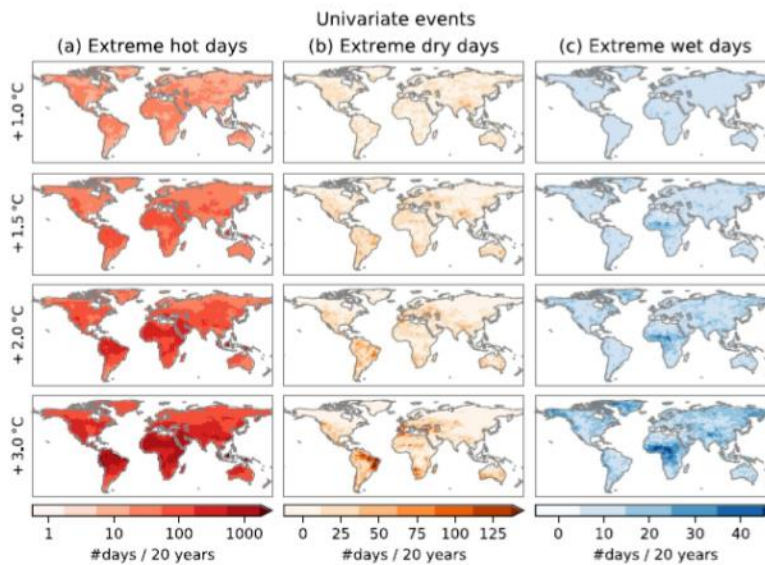 Univariate events
(a) Extreme hot days (b) Extreme dry days (c) Extreme wet days
+ 1.0 °C
+ 1.5 °C
+ 2.0 °C
+ 3.0 °C
1 10 100 1000 0 25 50 75 100 125 0 10 20 30 40
#days / 20 years #days / 20 years #days / 20 years